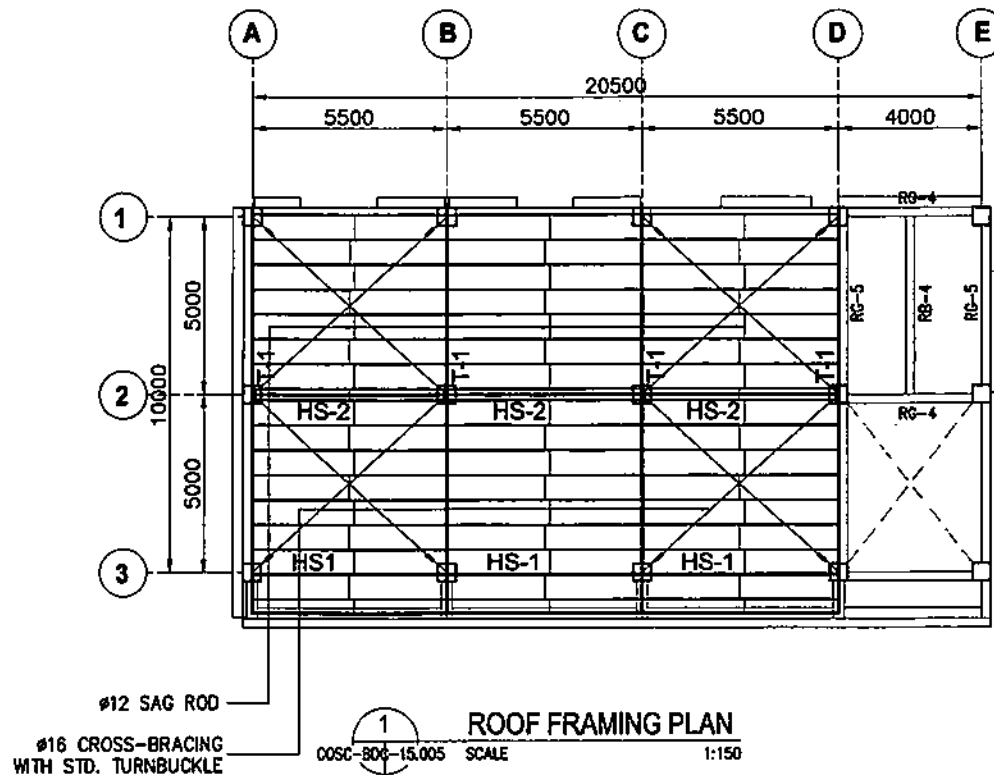 A B C D E
20500
5500 5500 5500 4000
RG-4
1
5000
RG-5 RB-4 RG-5
T-1 T-1 T-1 T-1
2
10000
HS-2 HS-2 HS-2
RG-4
5000
HS1 HS-1 HS-1
3
ø12 SAG ROD
ø16 CROSS-BRACING
WITH STD. TURNBUCKLE
1
ROOF FRAMING PLAN
SCALE 1:150